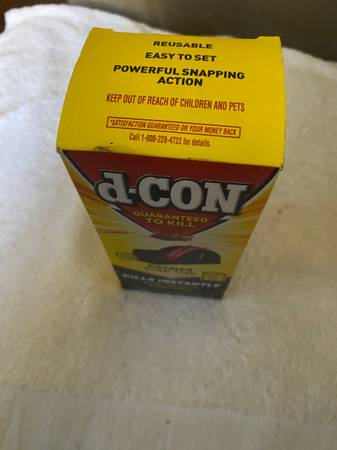 REUSABLE
EASY TO SET
POWERFUL SNAPPING
ACTION
KEEP OUT OF REACH OF CHILDREN AND PETS
*SATISFACTION GUARANTEED OR YOUR MONEY BACK
Call 1-800-228-4722 for details.
d-CON
GUARANTEED
TO KILL
KILLS INSTANTLY